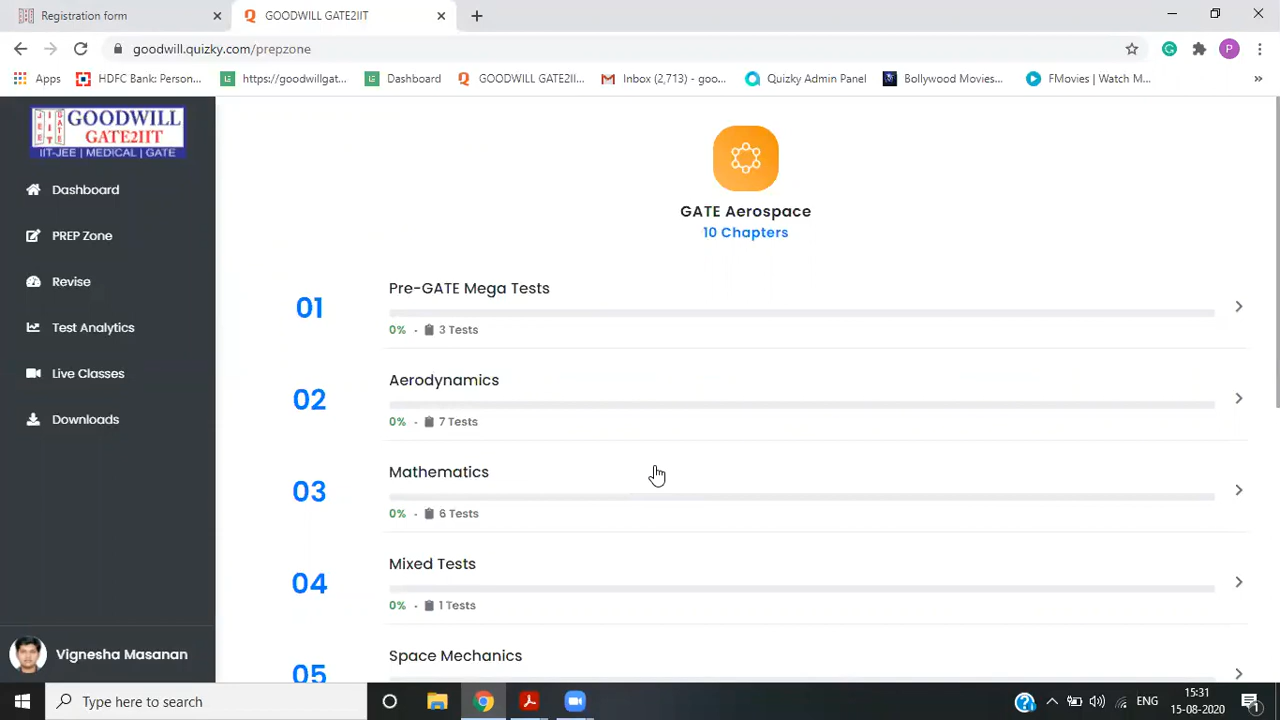 Registration form
GOODWILL GATE2IIT
goodwill.quizky.com/prepzone
Apps
HDFC Bank: Person...
https://goodwillgat...
Dashboard
GOODWILL GATE2II...
Inbox (2,713) - goo...
Quizky Admin Panel
Bollywood Movies...
FMovies | Watch M...
JEE
IIT
GATE
GOODWILL
GATE2IIT
IIT-JEE | MEDICAL | GATE
Dashboard
PREP Zone
Revise
Test Analytics
Live Classes
Downloads
Vignesha Masanan
GATE Aerospace
10 Chapters
01
Pre-GATE Mega Tests
0% · 3 Tests
02
Aerodynamics
0% · 7 Tests
03
Mathematics
0% · 6 Tests
04
Mixed Tests
0% · 1 Tests
05
Space Mechanics
Type here to search
ENG
15:31
15-08-2020
1